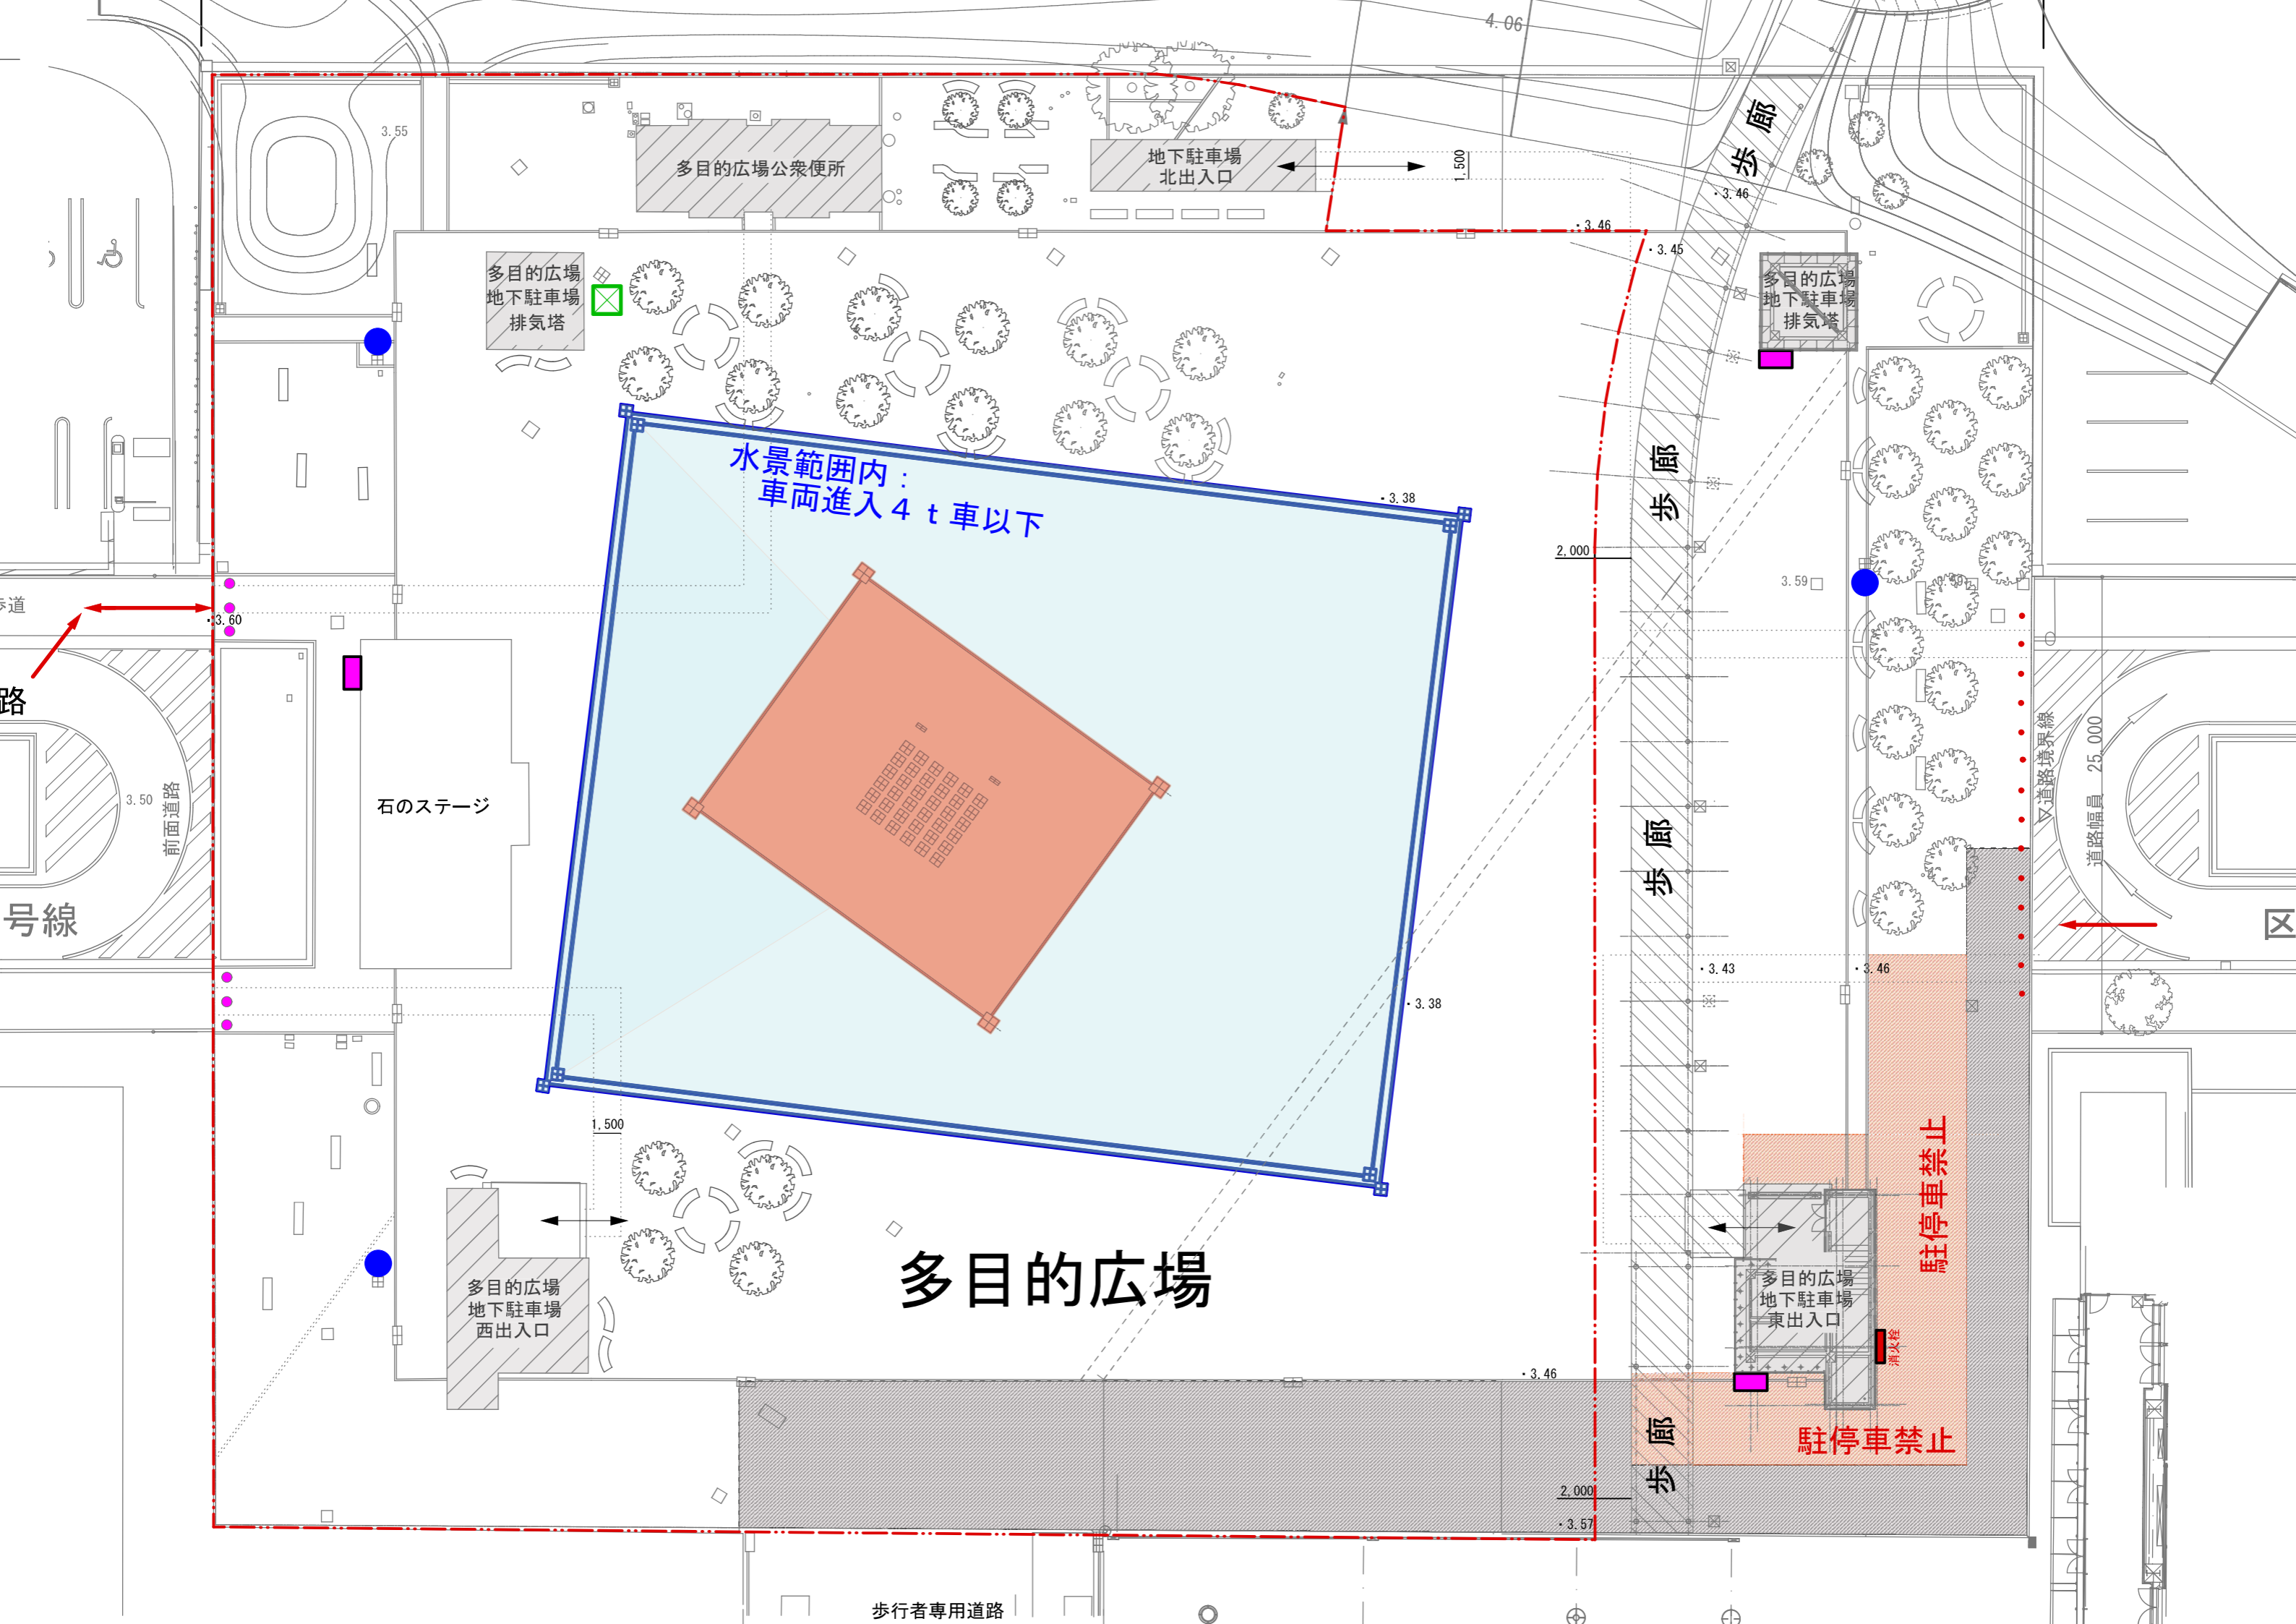 4.06
3.55
多目的広場公衆便所
地下駐車場
北出入口
1,500
歩廊
・3.46
・3.46
・3.45
多目的広場
地下駐車場
排気塔
多目的広場
地下駐車場
排気塔
水景範囲内：
車両進入４ｔ車以下
・3.38
歩廊
2,000
3.59
3.59
歩道
・3.60
路
3.50
前面道路
号線
石のステージ
歩廊
▽道路境界線
道路幅員 25,000
区
・3.43
・3.46
・3.38
1,500
駐停車禁止
多目的広場
多目的広場
地下駐車場
西出入口
多目的広場
地下駐車場
東出入口
消火栓
・3.46
歩廊
駐停車禁止
2,000
・3.57
歩行者専用道路